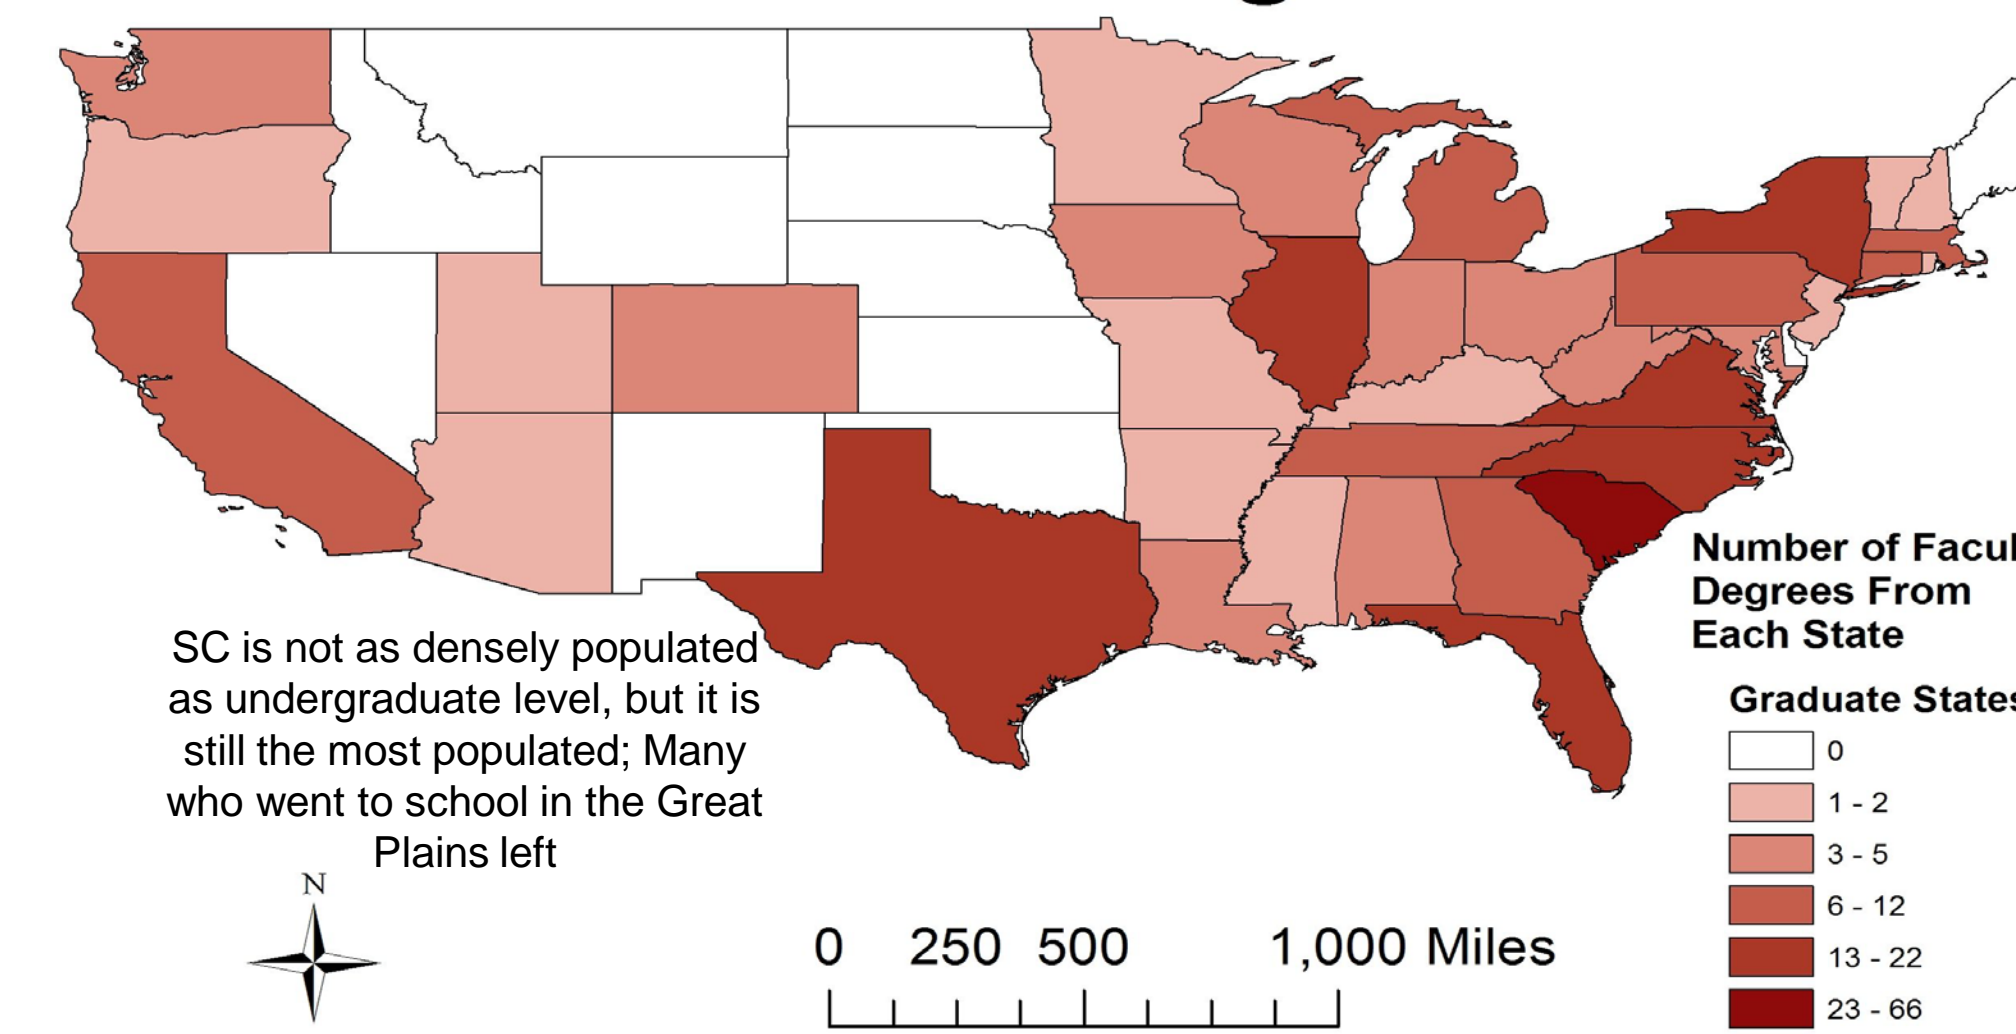 SC is not as densely populated
as undergraduate level, but it is
still the most populated; Many
who went to school in the Great
Plains left
N
0 250 500 1,000 Miles
Number of Facul
Degrees From
Each State
Graduate States
0
1 - 2
3 - 5
6 - 12
13 - 22
23 - 66